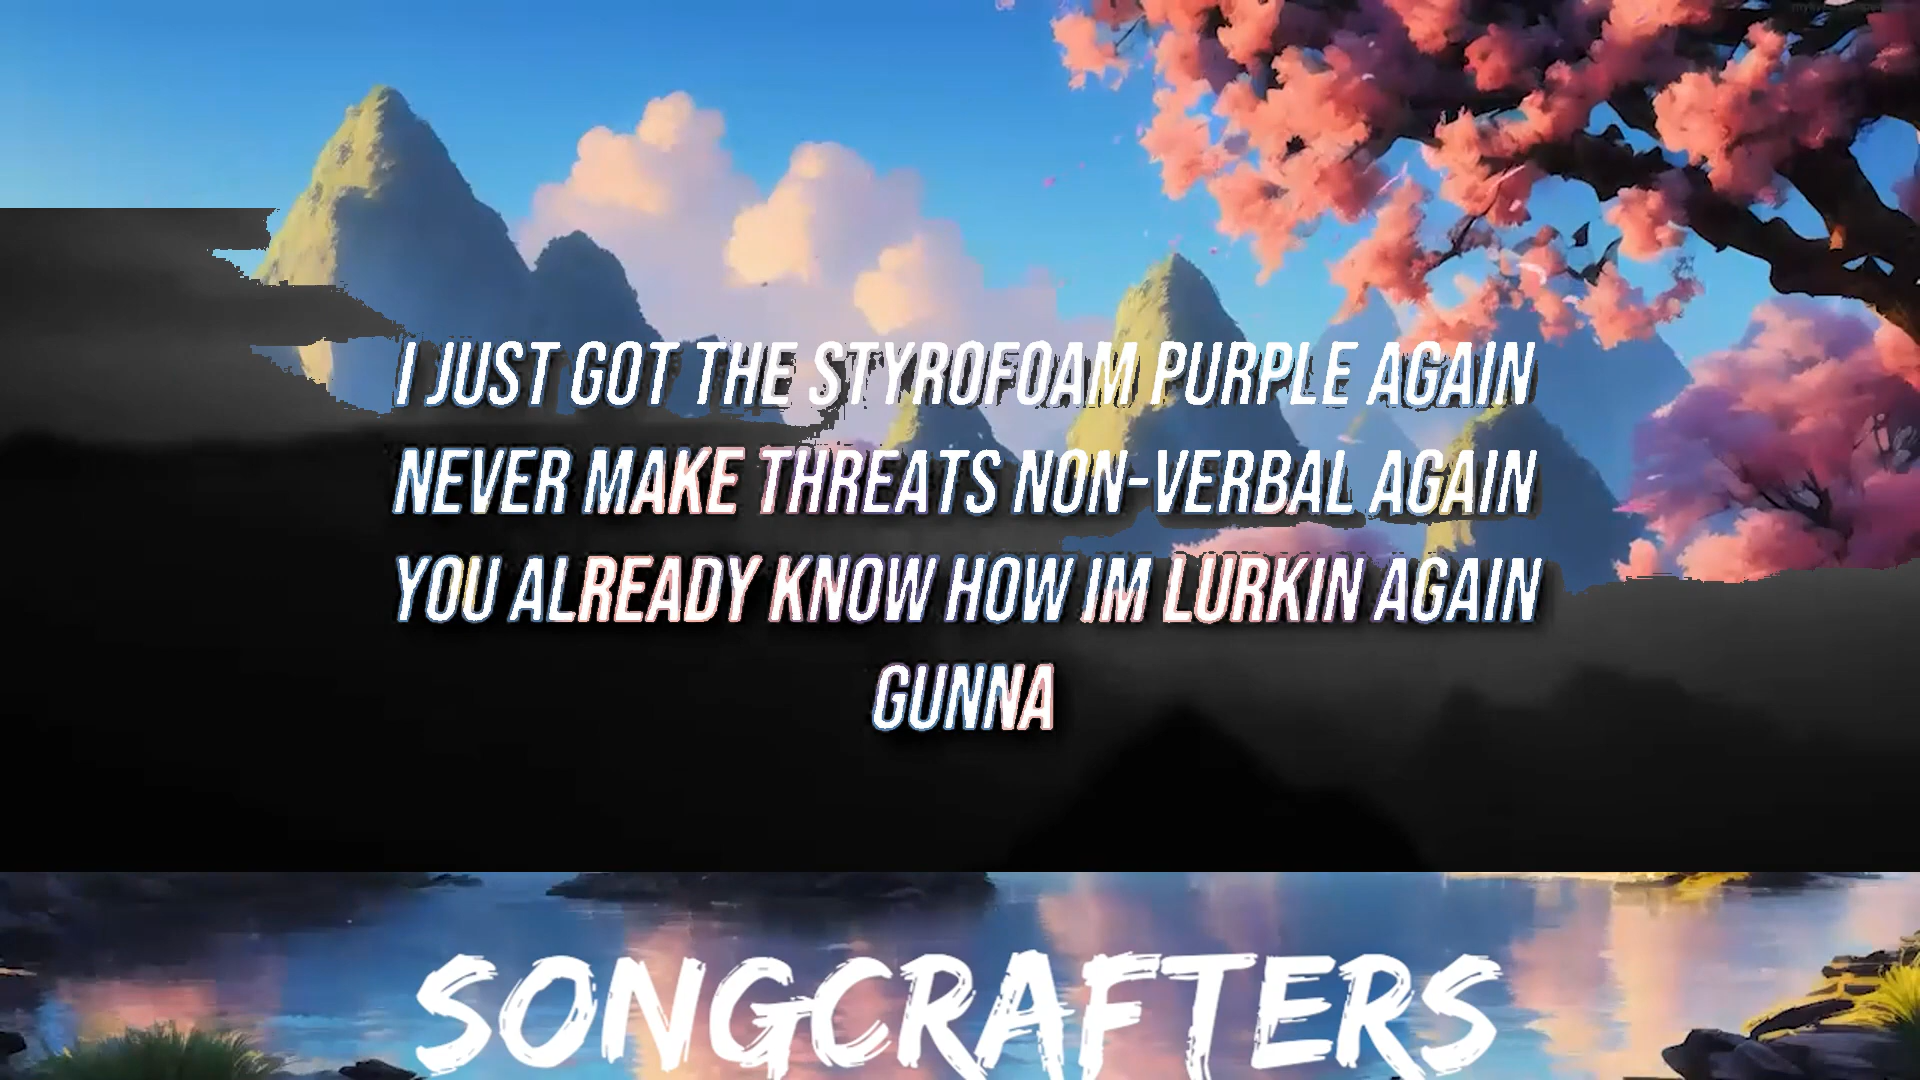 I JUST GOT THE STYROFOAM PURPLE AGAIN
NEVER MAKE THREATS NON-VERBAL AGAIN
YOU ALREADY KNOW HOW IM LURKIN AGAIN
GUNNA
SONGCRAFTERS